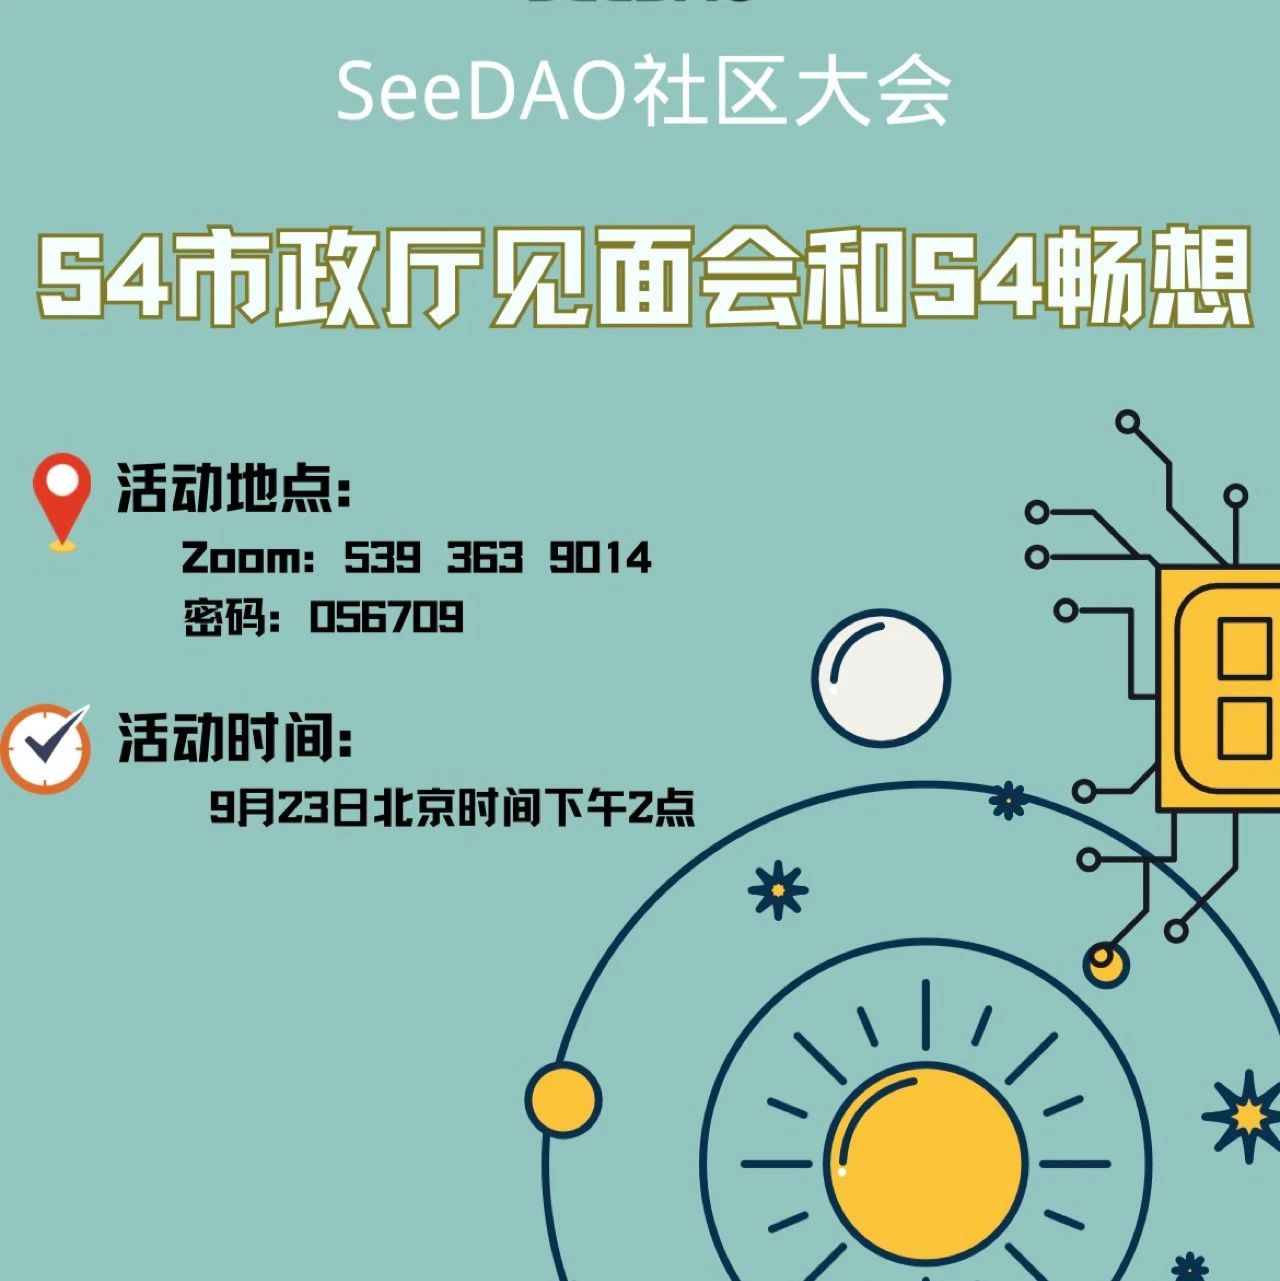 SeeDAO社区大会
S4市政厅见面会和S4畅想
活动地点:
Zoom: 539 363 9014
密码: 056709
活动时间:
9月23日北京时间下午2点